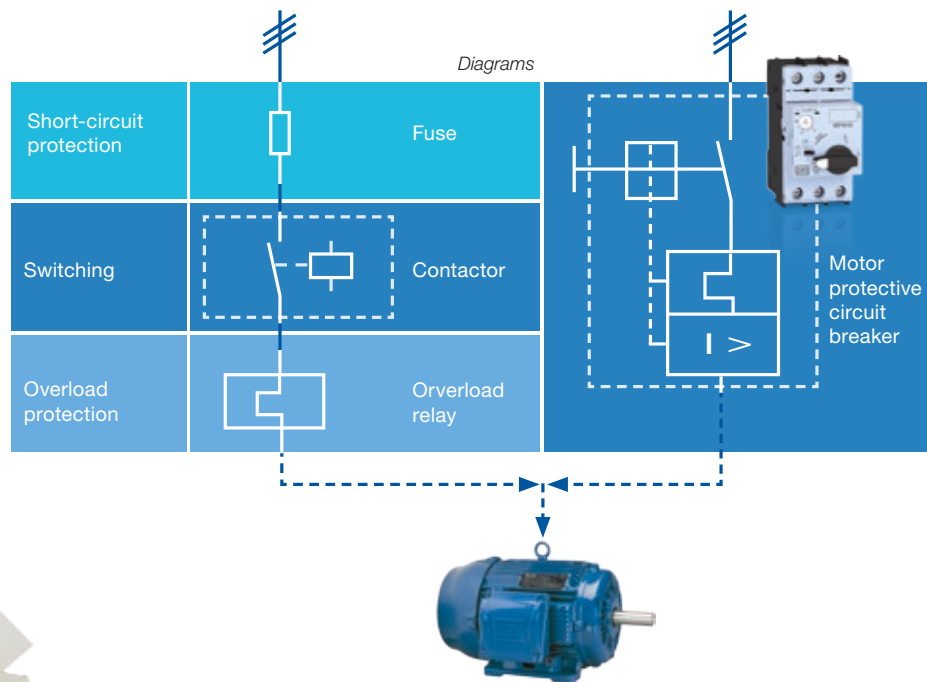 Diagrams
Short-circuit
protection
Fuse
Switching
Contactor
Motor
protective
circuit
breaker
Overload
protection
Orverload
relay
I >